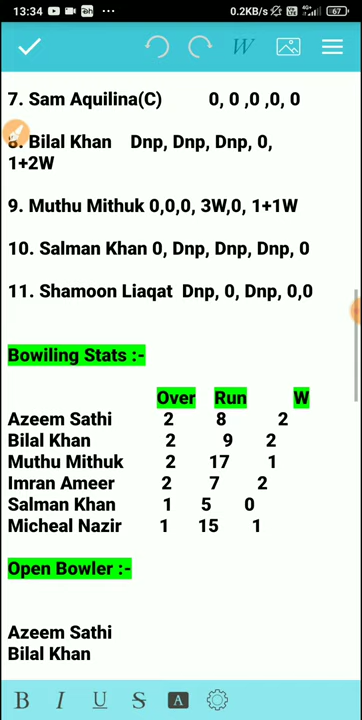 13:34 0.2KB/s 4G+ 67
W
7. Sam Aquilina(C) 0, 0 ,0 ,0, 0
8. Bilal Khan Dnp, Dnp, Dnp, 0,
1+2W
9. Muthu Mithuk 0,0,0, 3W,0, 1+1W
10. Salman Khan 0, Dnp, Dnp, Dnp, 0
11. Shamoon Liaqat Dnp, 0, Dnp, 0,0
Bowiling Stats :-
Over Run W
Azeem Sathi 2 8 2
Bilal Khan 2 9 2
Muthu Mithuk 2 17 1
Imran Ameer 2 7 2
Salman Khan 1 5 0
Micheal Nazir 1 15 1
Open Bowler :-
Azeem Sathi
Bilal Khan
B I U S A